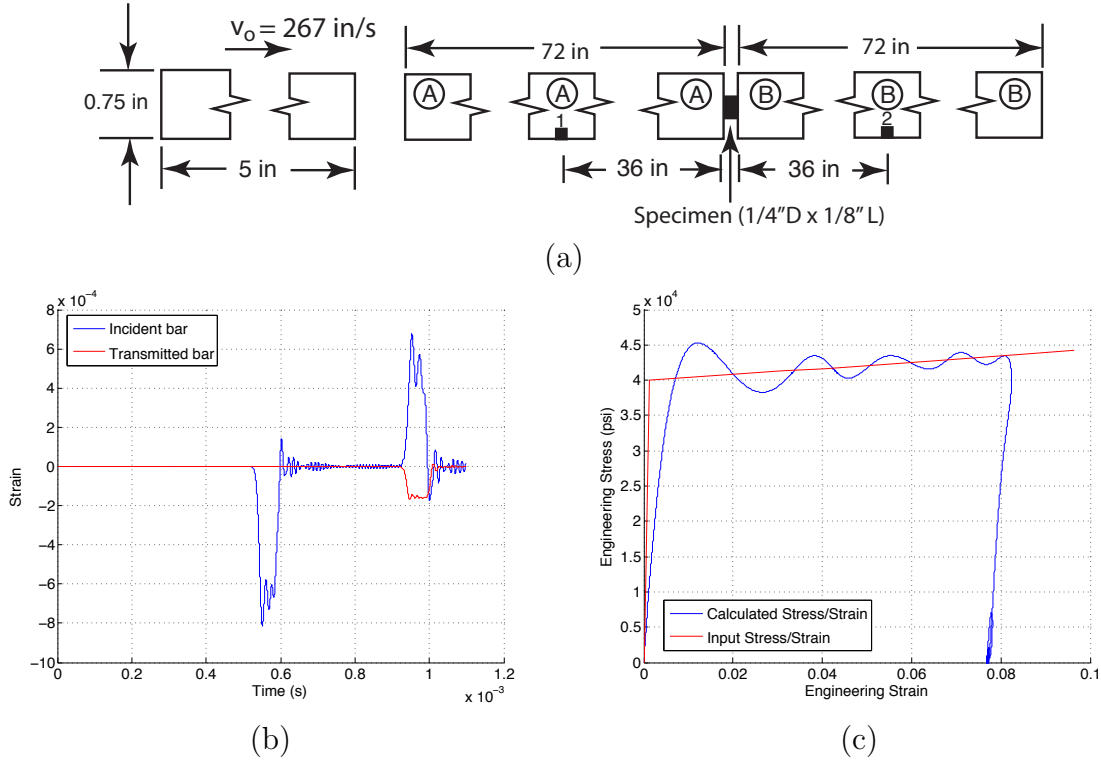 v₀ = 267 in/s
72 in
72 in
0.75 in
A A A B B B
1 2
5 in
36 in
36 in
Specimen (1/4"D x 1/8" L)
(a)
x 10⁻⁴
8
6
4
2
0
−2
−4
−6
−8
−10
Strain
Incident bar
Transmitted bar
0 0.2 0.4 0.6 0.8 1 1.2
Time (s)
x 10⁻³
(b)
x 10⁴
5
4.5
4
3.5
3
2.5
2
1.5
1
0.5
0
Engineering Stress (psi)
Calculated Stress/Strain
Input Stress/Strain
0 0.02 0.04 0.06 0.08 0.1
Engineering Strain
(c)